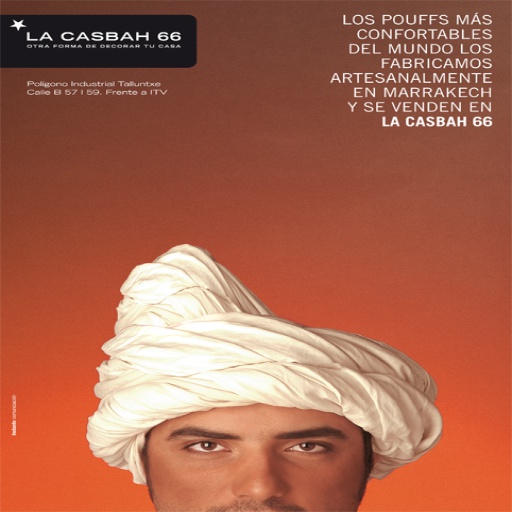 LA CASBAH 66
OTRA FORMA DE DECORAR TU CASA
Polígono Industrial Talluntxe
Calle B 57 I 59. Frente a ITV
LOS POUFFS MÁS
CONFORTABLES
DEL MUNDO LOS
FABRICAMOS
ARTESANALMENTE
EN MARRAKECH
Y SE VENDEN EN
LA CASBAH 66